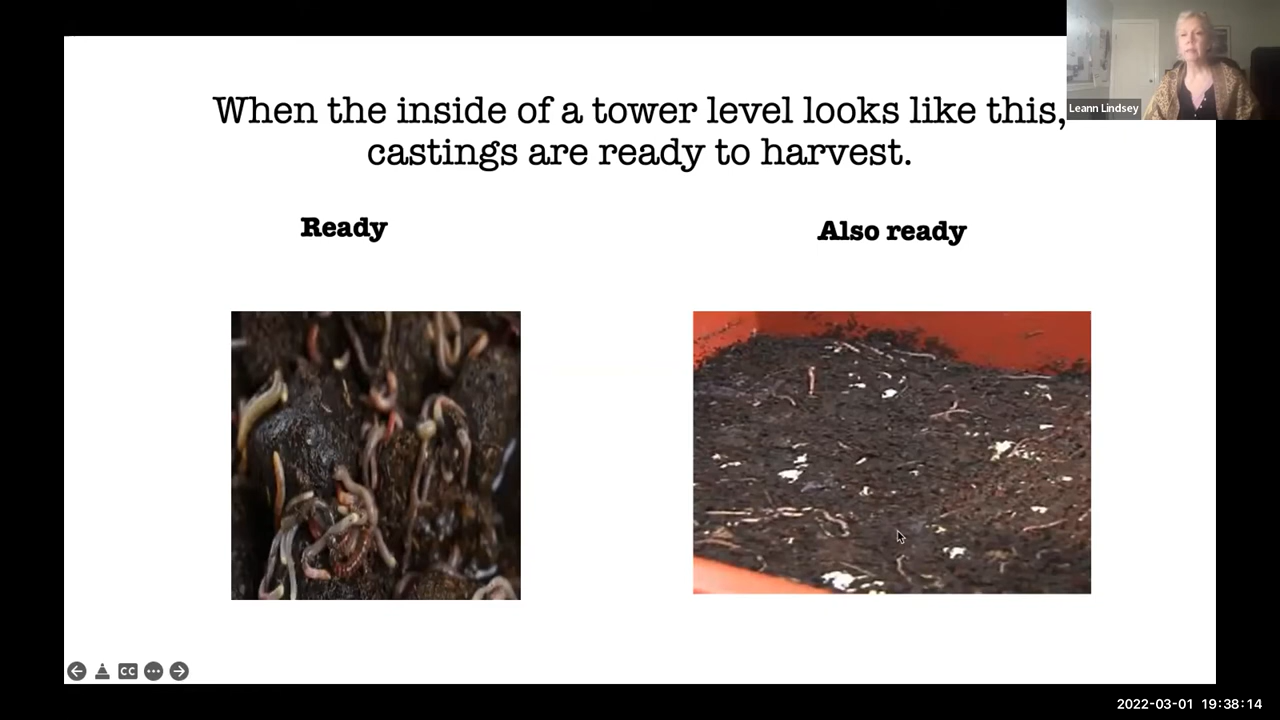 When the inside of a tower level looks like this,
castings are ready to harvest.
Leann Lindsey
Ready
Also ready
CC
2022-03-01 19:38:14